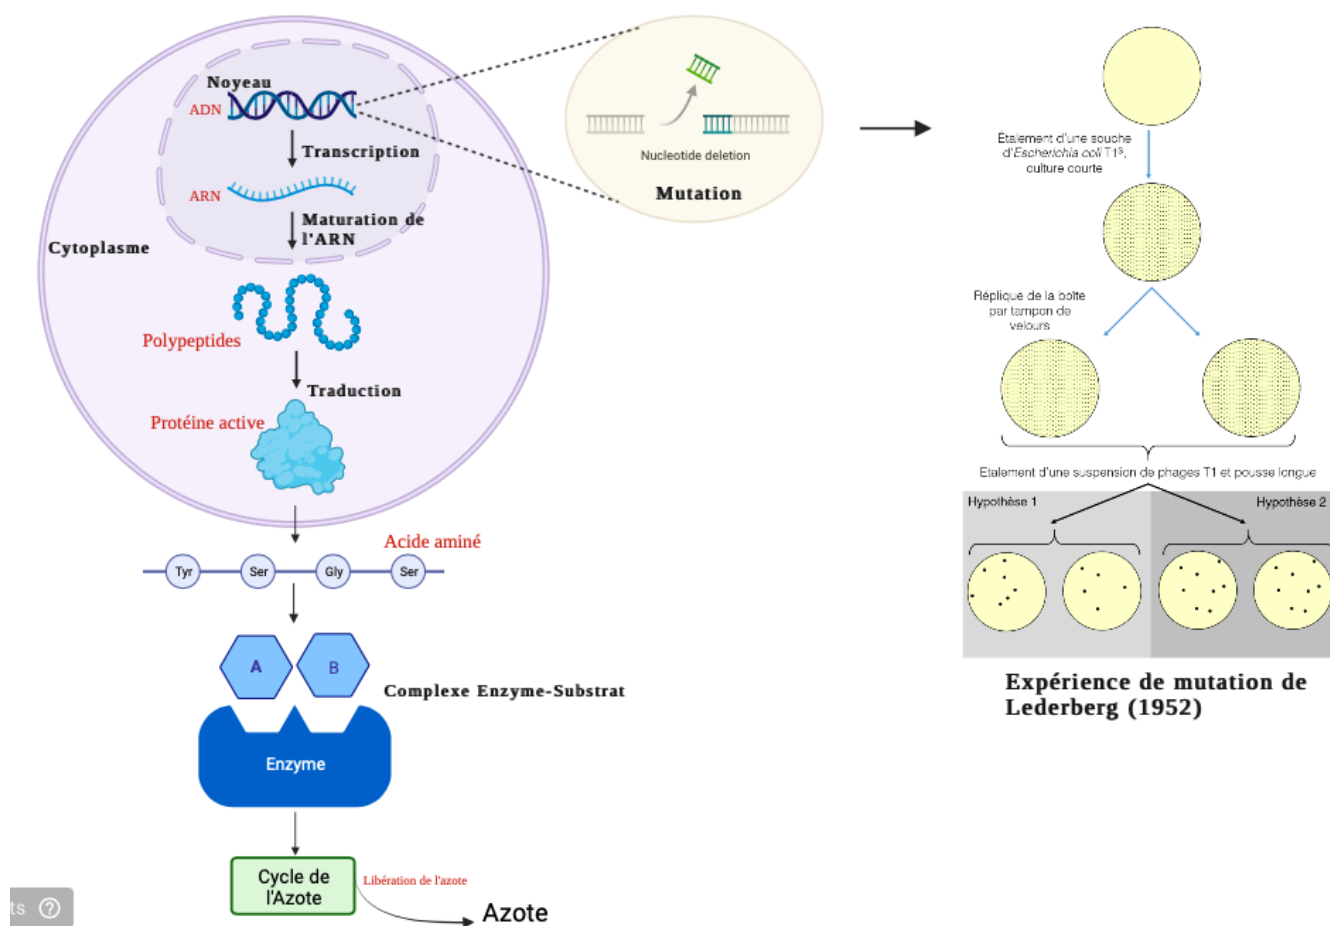 Noyeau
ADN
Transcription
ARN
Maturation de
l'ARN
Cytoplasme
Polypeptides
Traduction
Protéine active
Acide aminé
Tyr
Ser
Gly
Ser
A
B
Complexe Enzyme-Substrat
Enzyme
Cycle de
l'Azote
Libération de l'azote
Azote
ts ?
Nucleotide deletion
Mutation
Étalement d'une souche
d'Escherichia coli T1ˢ,
culture courte
Réplique de la boîte
par tampon de
velours
Etalement d'une suspension de phages T1 et pousse longue
Hypothèse 1
Hypothèse 2
Expérience de mutation de
Lederberg (1952)